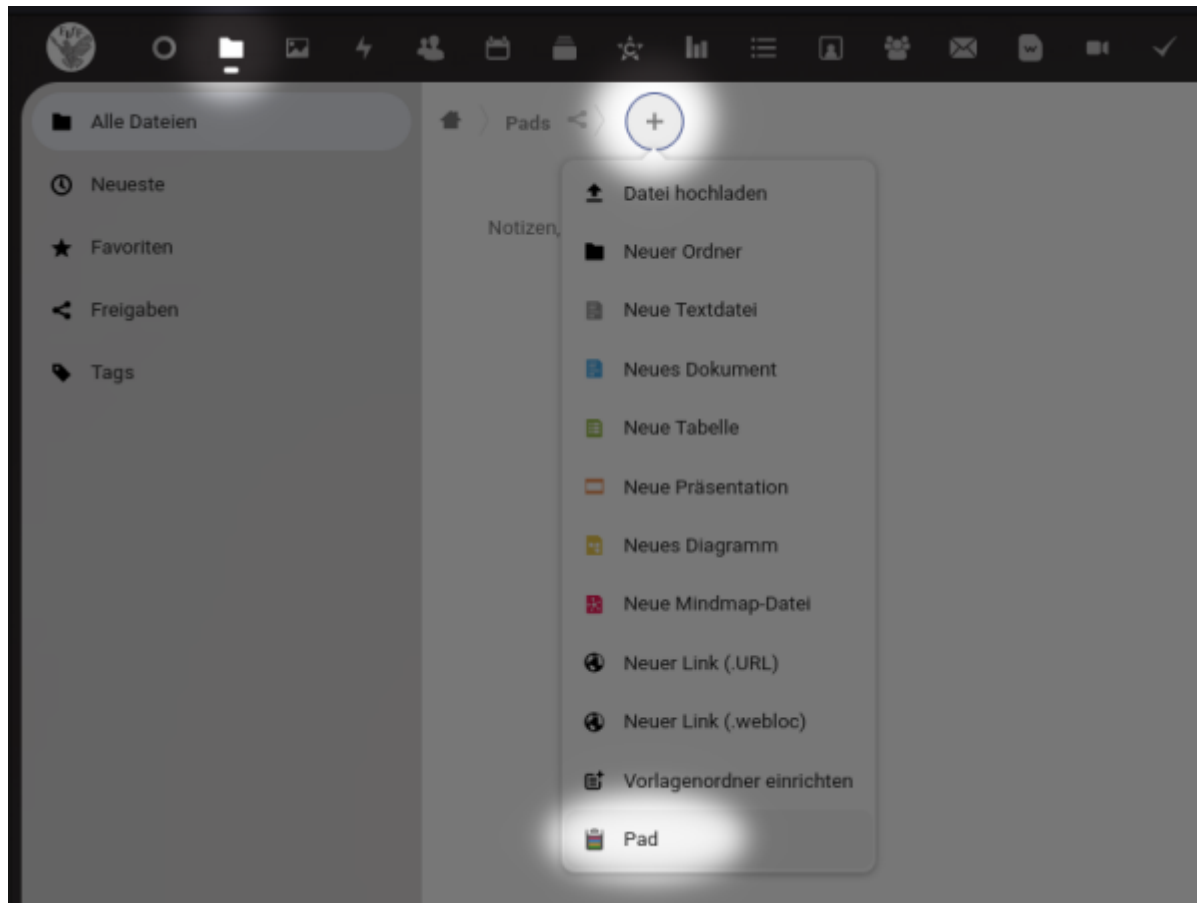 Alle Dateien
Neueste
Favoriten
Freigaben
Tags
Pads
Notizen,
Datei hochladen
Neuer Ordner
Neue Textdatei
Neues Dokument
Neue Tabelle
Neue Präsentation
Neues Diagramm
Neue Mindmap-Datei
Neuer Link (.URL)
Neuer Link (.webloc)
Vorlagenordner einrichten
Pad